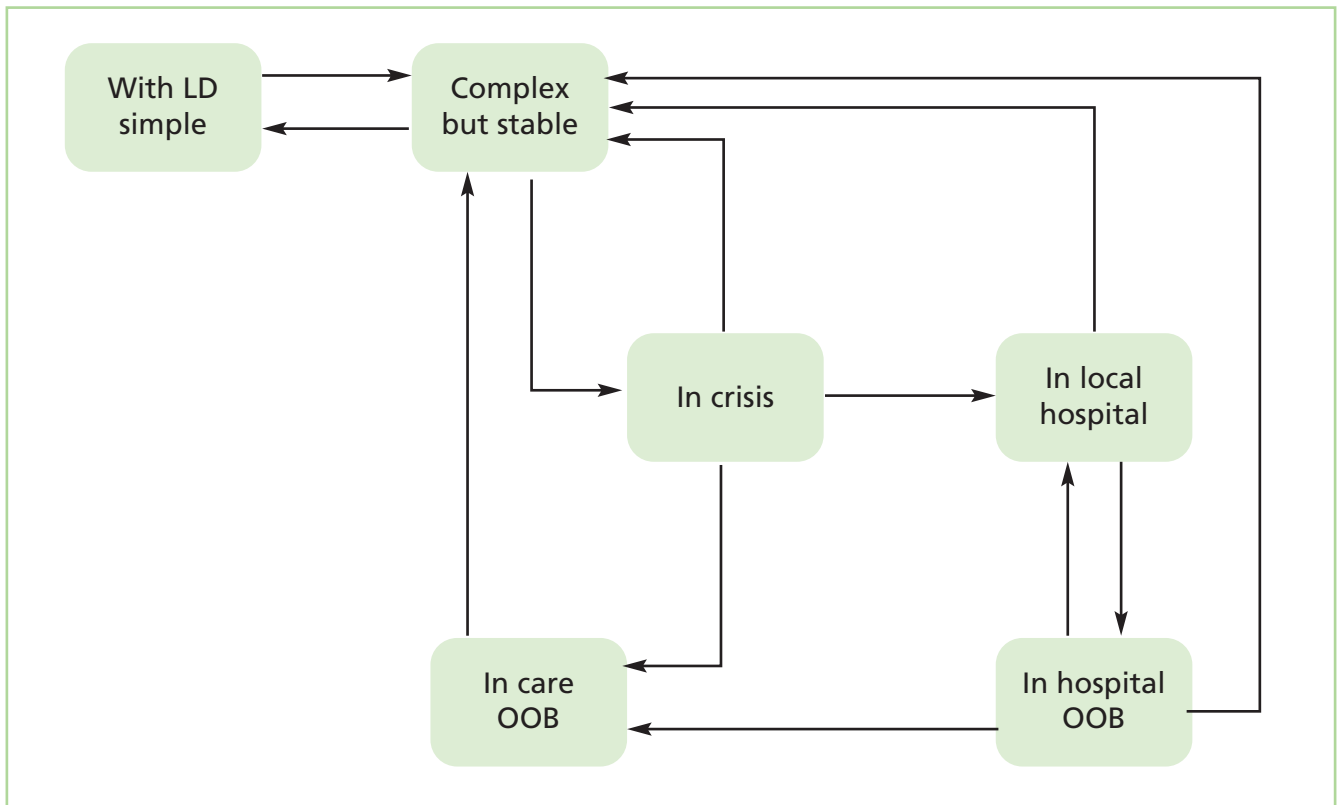 With LD
simple
Complex
but stable
In crisis
In local
hospital
In care
OOB
In hospital
OOB